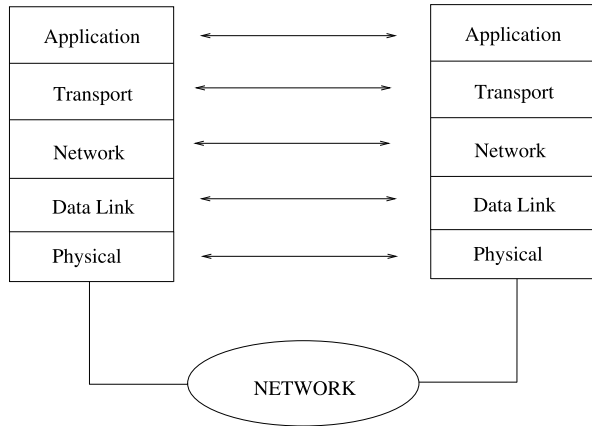 Application
Transport
Network
Data Link
Physical
Application
Transport
Network
Data Link
Physical
NETWORK